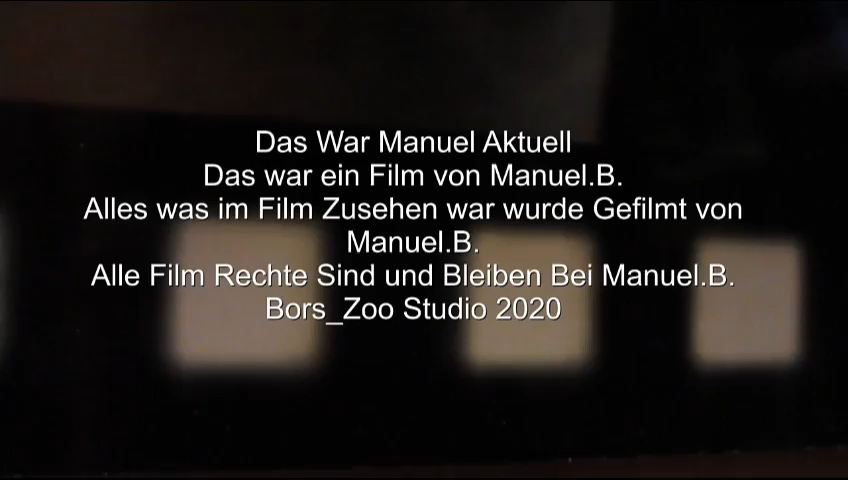 Das War Manuel Aktuell
Das war ein Film von Manuel.B.
Alles was im Film Zusehen war wurde Gefilmt von
Manuel.B.
Alle Film Rechte Sind und Bleiben Bei Manuel.B.
Bors_Zoo Studio 2020